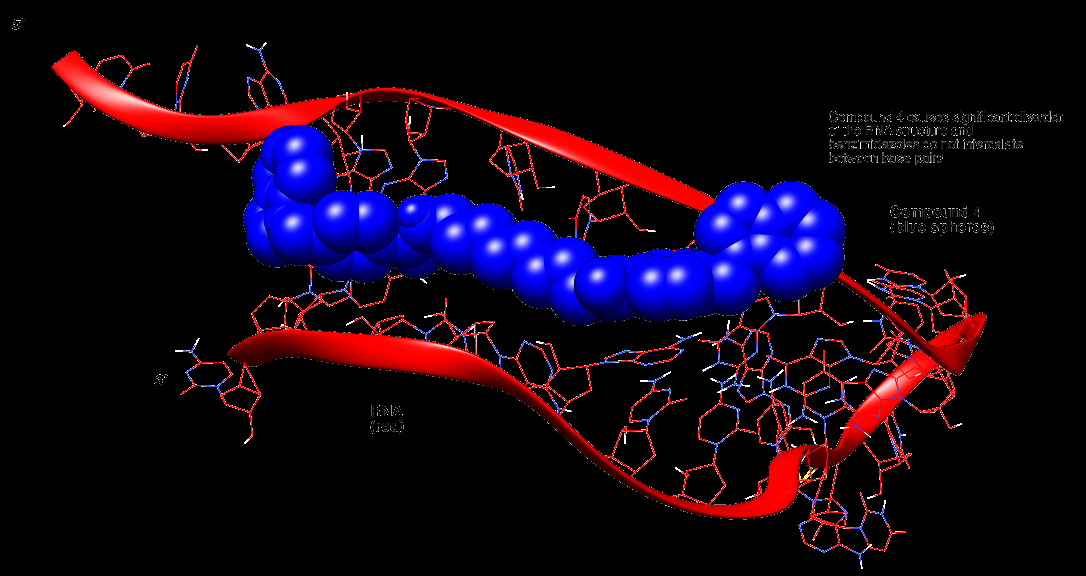 5'
Compound 4 causes significant disorder
of the RNA structure and
benzimidazoles do not intercalate
between base pairs
Compound 4
(blue spheres)
3'
RNA
(red)